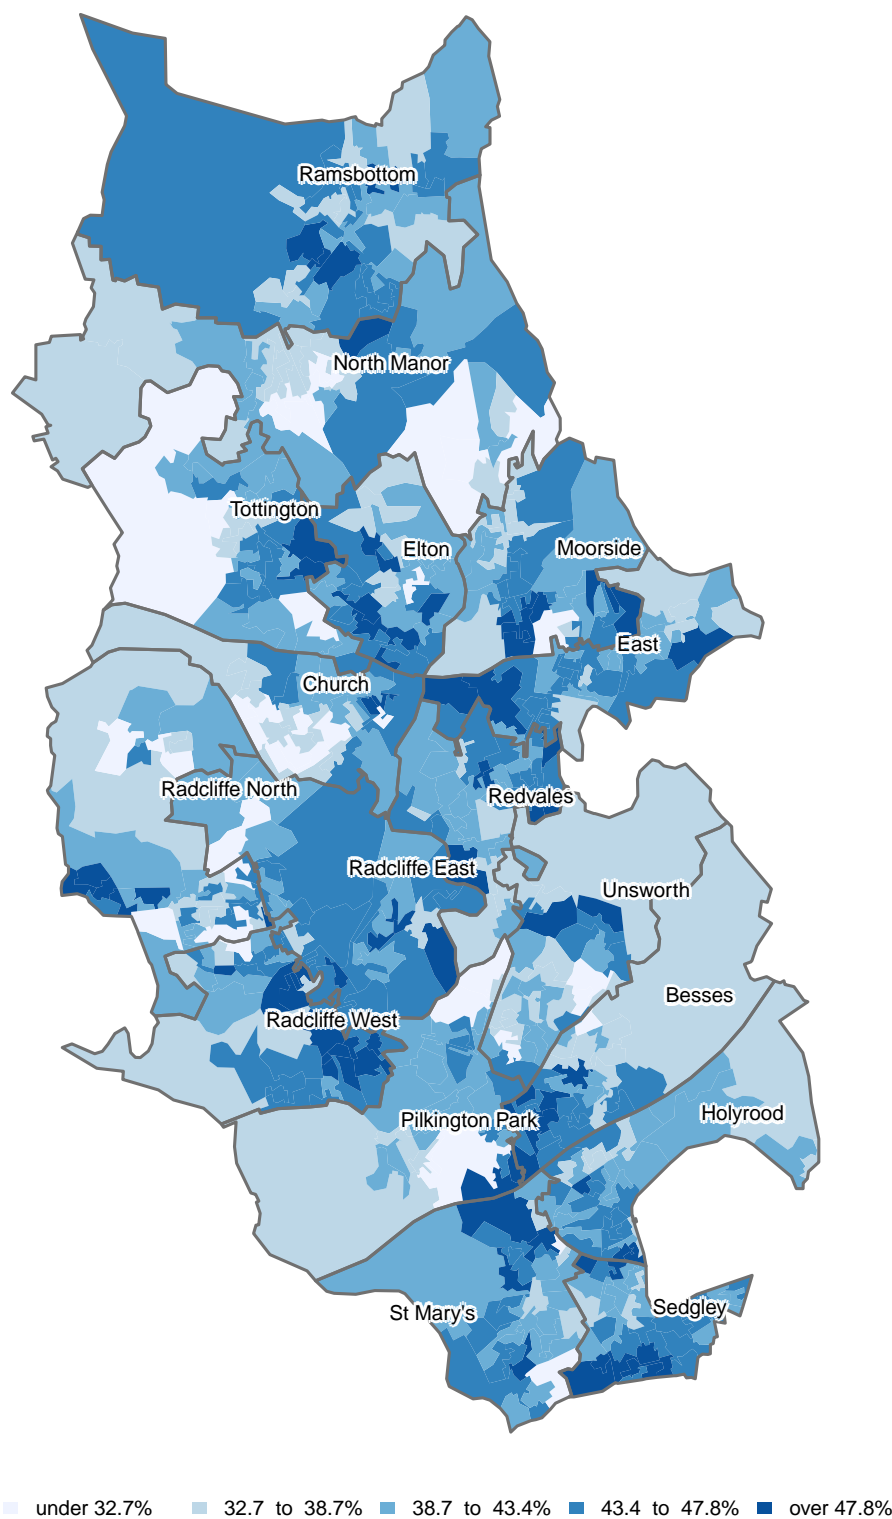 Ramsbottom
North Manor
Tottington
Elton
Moorside
East
Church
Radcliffe North
Redvales
Radcliffe East
Unsworth
Besses
Radcliffe West
Holyrood
Pilkington Park
Sedgley
St Mary's
under 32.7% 32.7 to 38.7% 38.7 to 43.4% 43.4 to 47.8% over 47.8%